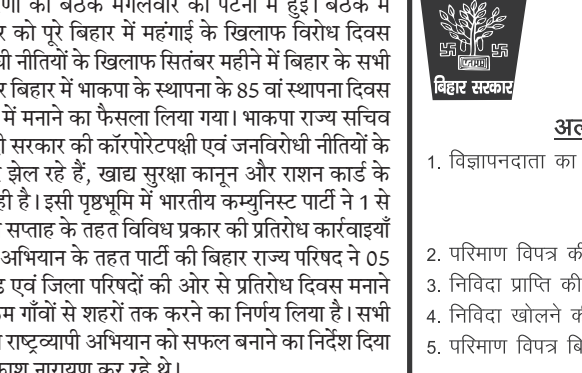 की बैठक मंगलवार को पटना में हुई। बैठक में
र को पूरे बिहार में महंगाई के खिलाफ विरोध दिवस
नीतियों के खिलाफ सितंबर महीने में बिहार के सभी
र बिहार में भाकपा के स्थापना के 85 वां स्थापना दिवस
में मनाने का फैसला लिया गया। भाकपा राज्य सचिव
सरकार की कॉरपोरेटपक्षी एवं जनविरोधी नीतियों के
झेल रहे हैं, खाद्य सुरक्षा कानून और राशन कार्ड के
ही है। इसी पृष्ठभूमि में भारतीय कम्युनिस्ट पार्टी ने 1 से
सप्ताह के तहत विविध प्रकार की प्रतिरोध कार्रवाइयाँ
अभियान के तहत पार्टी की बिहार राज्य परिषद ने 05
एवं जिला परिषदों की ओर से प्रतिरोध दिवस मनाने
म गाँवों से शहरों तक करने का निर्णय लिया है। सभी
राष्ट्रव्यापी अभियान को सफल बनाने का निर्देश दिया
नारायण कर रहे थे।
बिहार सरकार
अल
1. विज्ञापनदाता का
2. परिमाण विपत्र की
3. निविदा प्राप्ति की
4. निविदा खोलने क
5. परिमाण विपत्र बि